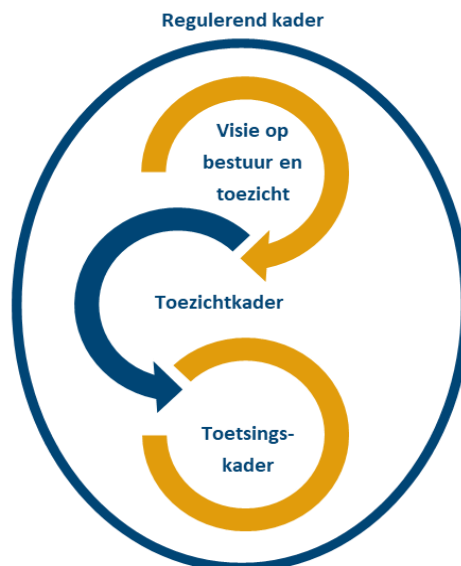 Regulerend kader
Visie op
bestuur en
toezicht
Toezichtkader
Toetsings-
kader